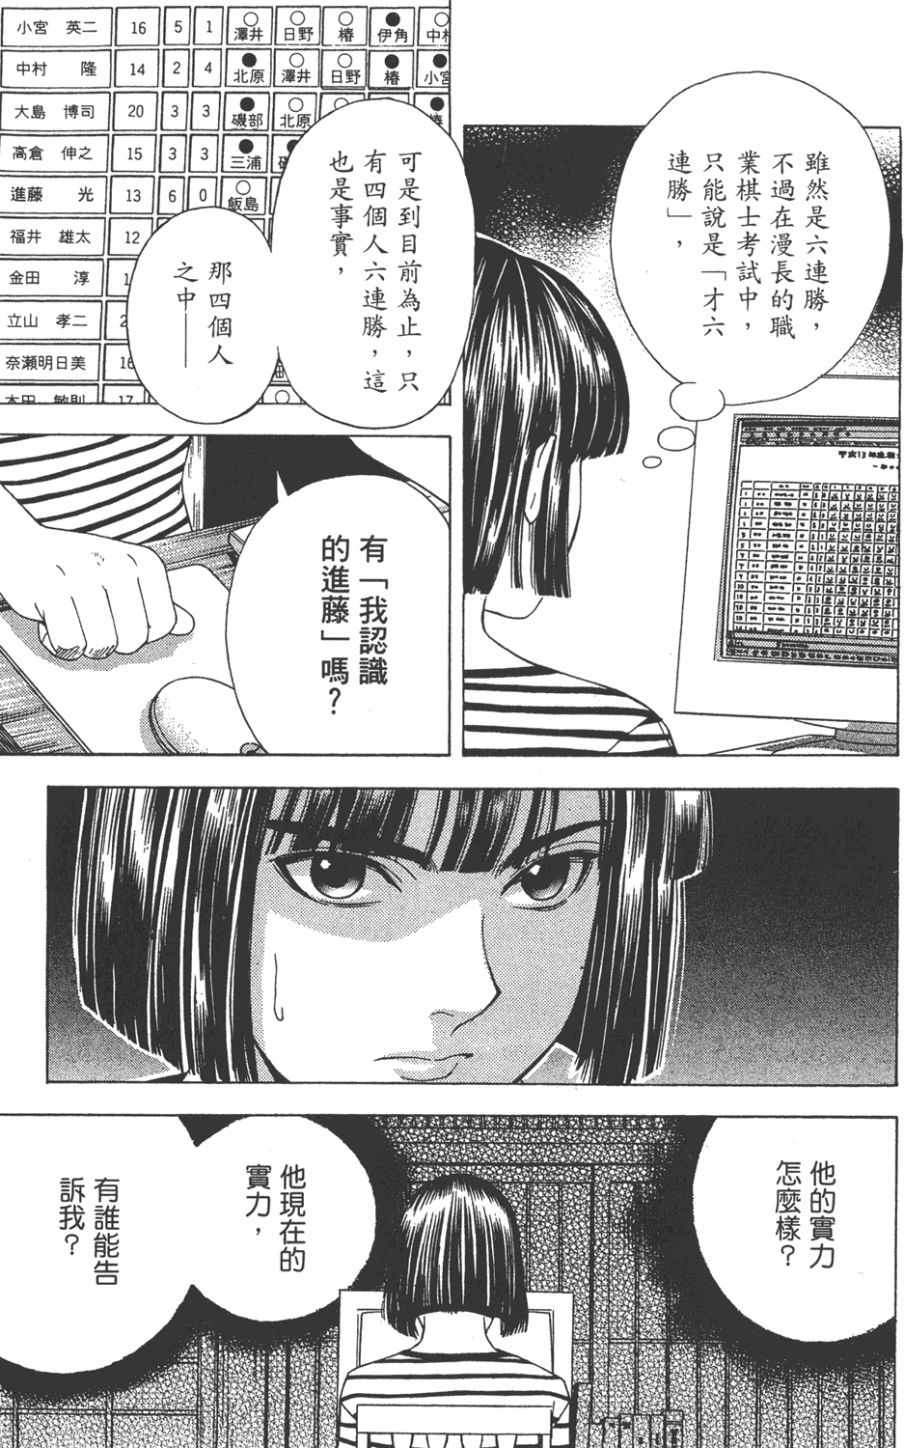 雖然是六連勝，
不過在漫長的職
業棋士考試中，
只能說是「才六
連勝」，
可是到目前為止，只
有四個人六連勝，這
也是事實，
那四個人
之中——
小宮 英二 16 5 1 澤井 日野 椿 伊角
中村 隆 14 2 4 北原 澤井 日野 椿 小宮
大島 博司 20 3 3 磯部 北原
高倉 伸之 15 3 3 三浦
進藤 光 13 6 0 飯島
福井 雄太 12
金田 淳
立山 孝二
奈瀬明日美
本田 敏則 17
有「我認識
的進藤」嗎？
他的實力
怎麼樣？
他現在的
實力，
有誰能告
訴我？